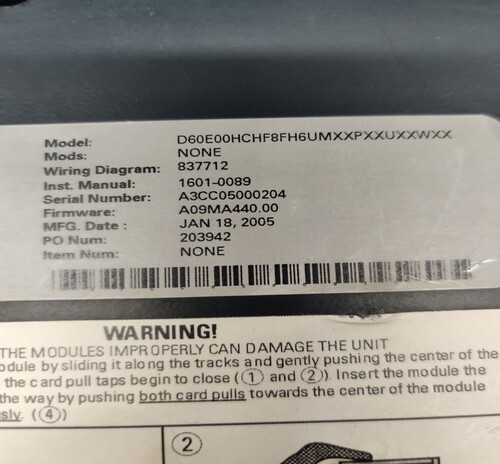 Model: D60E00HCHF8FH6UMXXPXXUXXWXX
Mods: NONE
Wiring Diagram: 837712
Inst. Manual: 1601-0089
Serial Number: A3CC05000204
Firmware: A09MA440.00
MFG. Date : JAN 18, 2005
PO Num: 203942
Item Num: NONE
WARNING!
THE MODULES IMPROPERLY CAN DAMAGE THE UNIT
odule by sliding it along the tracks and gently pushing the center of the
the card pull taps begin to close (① and ②). Insert the module the
the way by pushing both card pulls towards the center of the module
sly. (④)
②